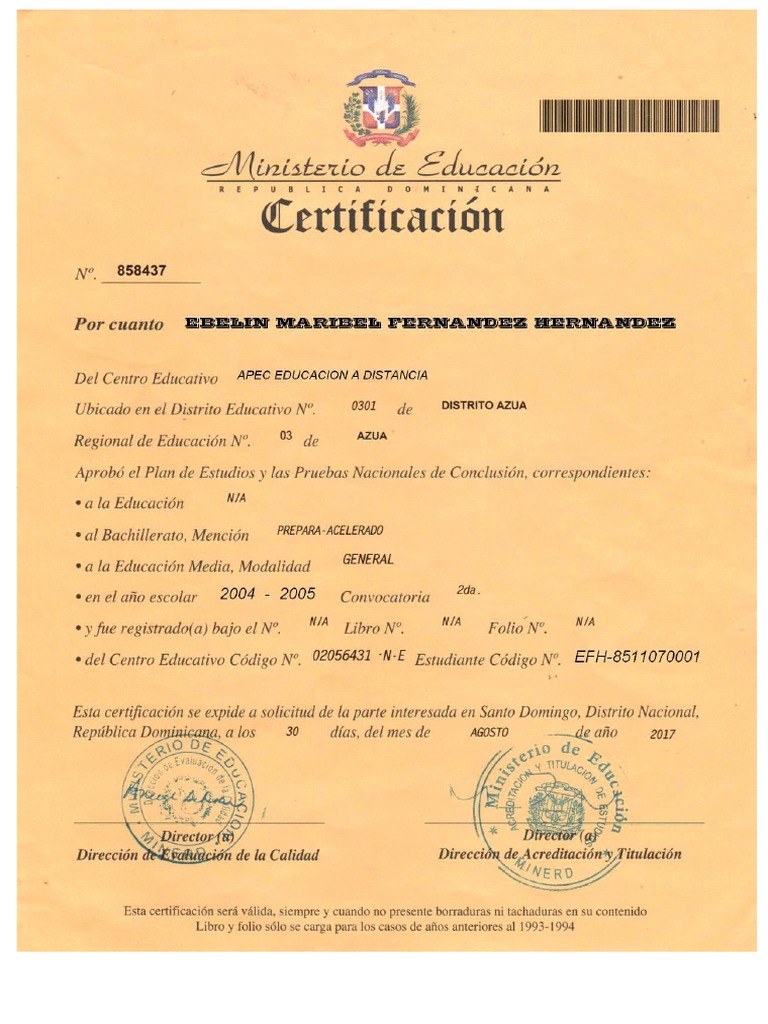 Ministerio de Educación
REPUBLICA DOMINICANA
Certificación
Nº. 858437
Por cuanto EBELIN MARIBEL FERNANDEZ HERNANDEZ
Del Centro Educativo APEC EDUCACION A DISTANCIA
Ubicado en el Distrito Educativo Nº. 0301 de DISTRITO AZUA
Regional de Educación Nº. 03 de AZUA
Aprobó el Plan de Estudios y las Pruebas Nacionales de Conclusión, correspondientes:
• a la Educación N/A
• al Bachillerato, Mención PREPARA-ACELERADO
• a la Educación Media, Modalidad GENERAL
• en el año escolar 2004 - 2005 Convocatoria 2da.
• y fue registrado(a) bajo el Nº. N/A Libro Nº. N/A Folio Nº. N/A
• del Centro Educativo Código Nº. 02056431 -N-E Estudiante Código Nº. EFH-8511070001
Esta certificación se expide a solicitud de la parte interesada en Santo Domingo, Distrito Nacional,
República Dominicana, a los 30 días, del mes de AGOSTO de año 2017
MINISTERIO DE EDUCACION
Dirección de Evaluacion de la Calidad
MINERD
Ministerio de Educación
ACREDITACION Y TITULACION DE ESTUDIOS
MINERD
Director (a)
Dirección de Evaluación de la Calidad
Director (a)
Dirección de Acreditación y Titulación
Esta certificación será válida, siempre y cuando no presente borraduras ni tachaduras en su contenido
Libro y folio sólo se carga para los casos de años anteriores al 1993-1994